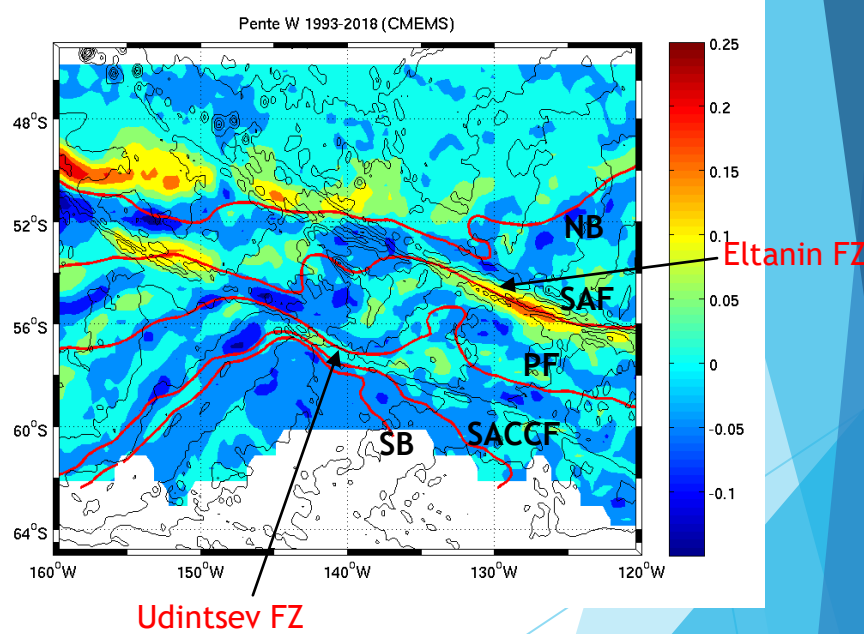 Pente W 1993-2018 (CMEMS)
0.25
48°S
0.2
0.15
52°S
NB
0.1
Eltanin FZ
SAF
0.05
56°S
PF
0
60°S
SB
SACCF
-0.05
-0.1
64°S
160°W
150°W
140°W
130°W
120°W
Udintsev FZ